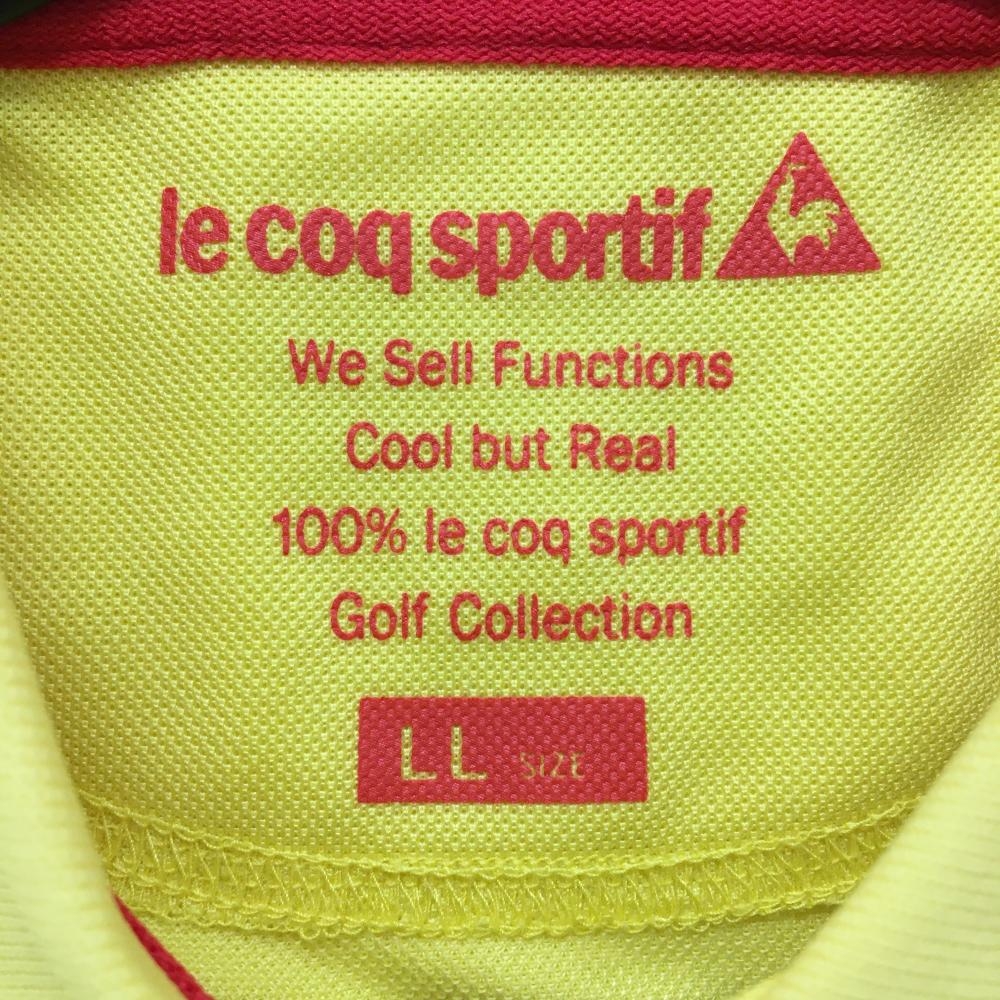 le coq sportif
We Sell Functions
Cool but Real
100% le coq sportif
Golf Collection
LL SIZE